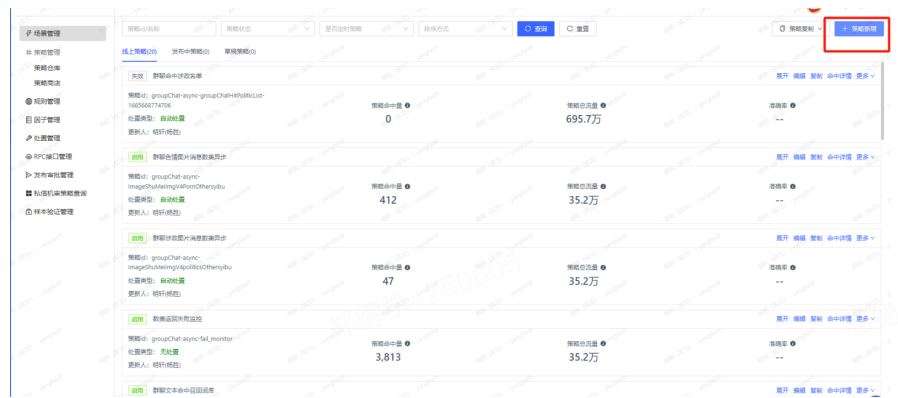 策略id/名称 策略状态 是否定时策略 排序方式 查询 重置 策略复制 + 策略新增
场景管理
策略管理
策略仓库
策略商店
规则管理
因子管理
处置管理
RPC接口管理
发布审批管理
私信机审策略查询
样本验证管理
线上策略(20) 发布中策略(0) 草稿策略(0)
失效 群聊命中涉政名单 展开 编辑 复制 命中详情 更多
策略id: groupChat-async-groupChatHitPoliticList-
1665668774706
处置类型: 自动处置
更新人: 明轩(杨胜)
策略命中量
0
策略总流量
695.7万
准确率
--
启用 群聊色情图片消息数美异步 展开 编辑 复制 命中详情 更多
策略id: groupChat-async-
ImageShuMeiImgV4PornOthersyibu
处置类型: 自动处置
更新人: 明轩(杨胜)
策略命中量
412
策略总流量
35.2万
准确率
--
启用 群聊涉政图片消息数美异步 展开 编辑 复制 命中详情 更多
策略id: groupChat-async-
ImageShuMeiImgV4politicsOthersyibu
处置类型: 自动处置
更新人: 明轩(杨胜)
策略命中量
47
策略总流量
35.2万
准确率
--
启用 数美返回失败监控 展开 编辑 复制 命中详情 更多
策略id: groupChat-async-fail_monitor
处置类型: 无处置
更新人: 明轩(杨胜)
策略命中量
3,813
策略总流量
35.2万
准确率
--
启用 群聊文本命中召回词库 展开 编辑 复制 命中详情 更多